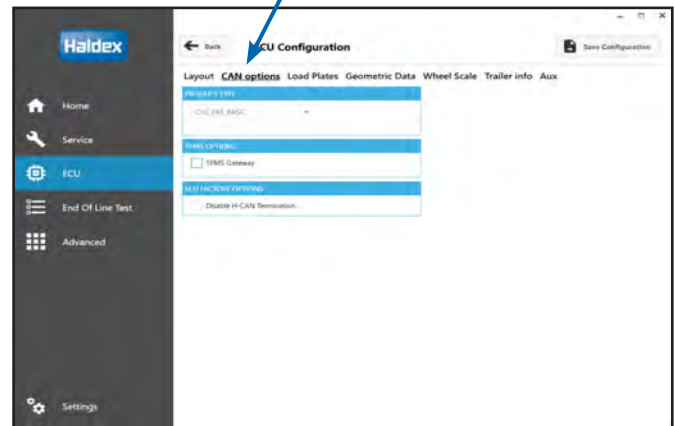 Haldex
Back
CU Configuration
Save Configuration
Layout CAN options Load Plates Geometric Data Wheel Scale Trailer info Aux
PRODUCT TYPE
Home
Service
TPMS OPTIONS
TPMS Gateway
ECU
ECU FACTORY OPTIONS
Disable H-CAN Termination
End Of Line Test
Advanced
Settings